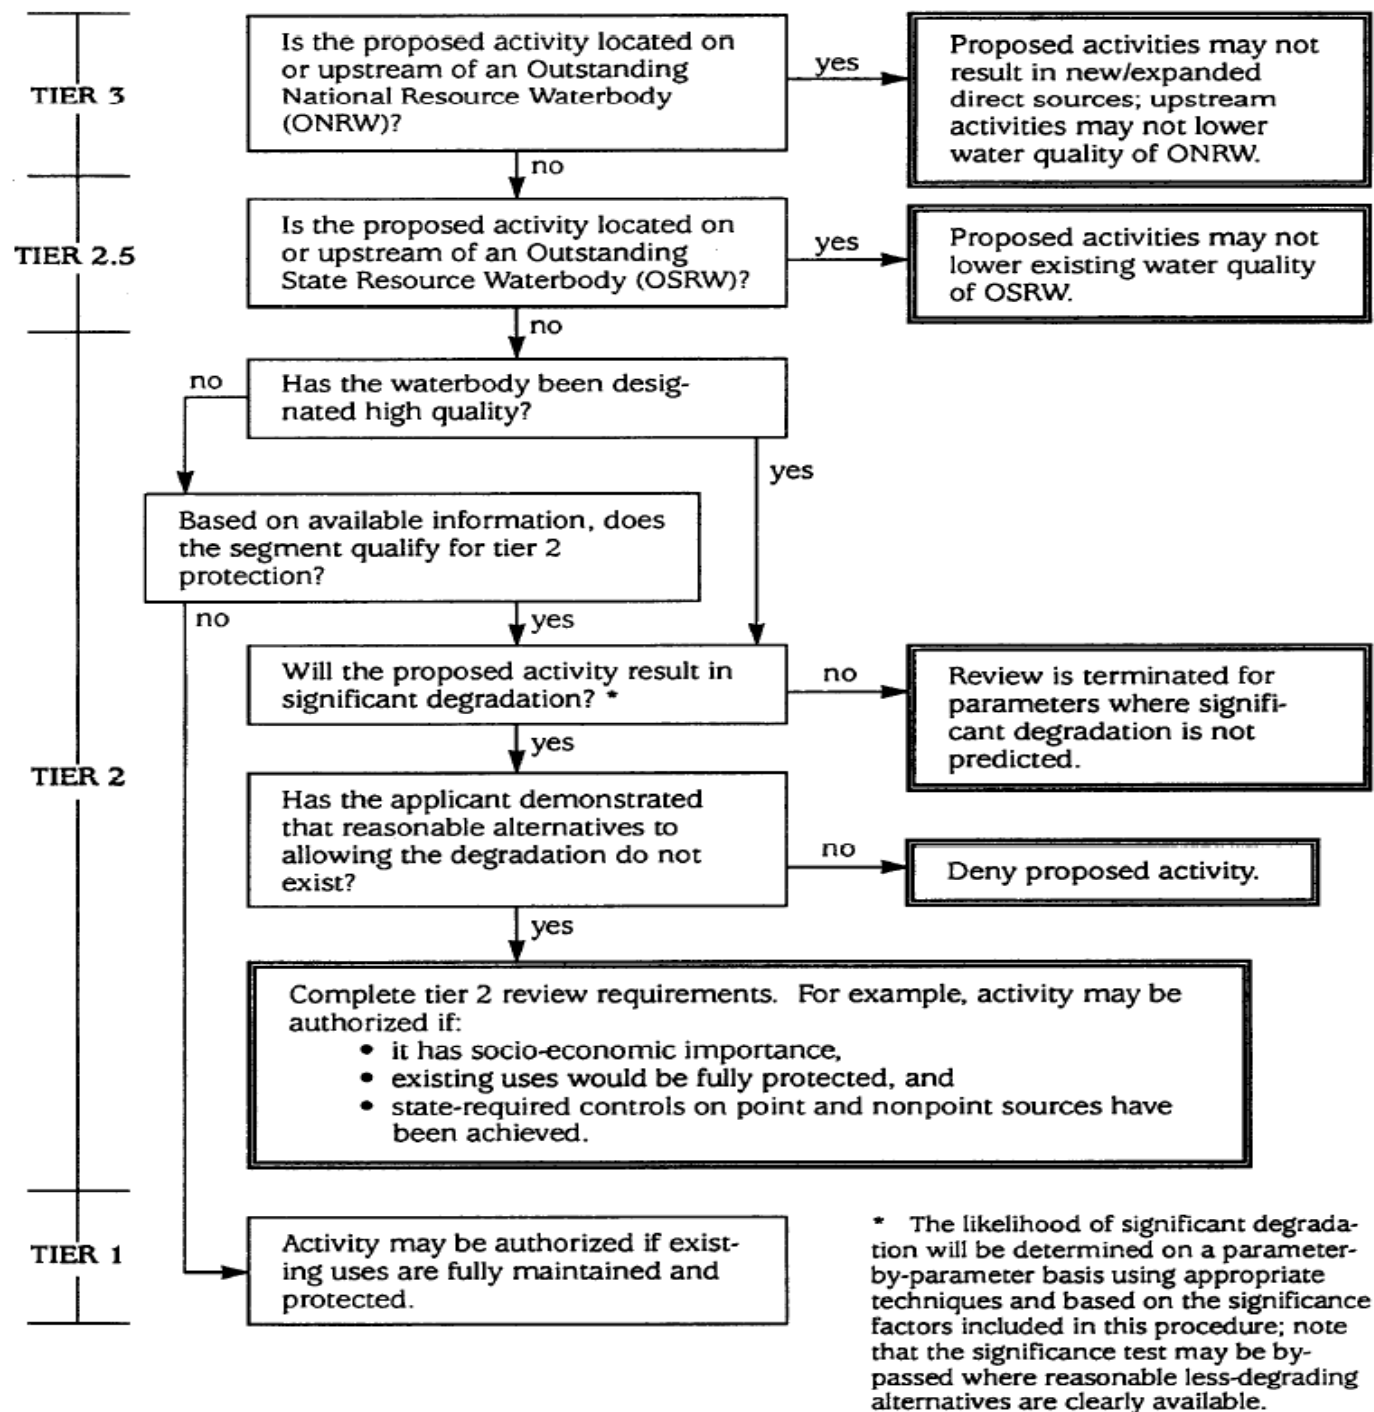 TIER 3
Is the proposed activity located on
or upstream of an Outstanding
National Resource Waterbody
(ONRW)?
yes
Proposed activities may not
result in new/expanded
direct sources; upstream
activities may not lower
water quality of ONRW.
no
TIER 2.5
Is the proposed activity located on
or upstream of an Outstanding
State Resource Waterbody (OSRW)?
yes
Proposed activities may not
lower existing water quality
of OSRW.
no
TIER 2
Has the waterbody been desig-
nated high quality?
no
yes
Based on available information, does
the segment qualify for tier 2
protection?
no
yes
Will the proposed activity result in
significant degradation? *
no
Review is terminated for
parameters where signifi-
cant degradation is not
predicted.
yes
Has the applicant demonstrated
that reasonable alternatives to
allowing the degradation do not
exist?
no
Deny proposed activity.
yes
Complete tier 2 review requirements. For example, activity may be
authorized if:
• it has socio-economic importance,
• existing uses would be fully protected, and
• state-required controls on point and nonpoint sources have
been achieved.
TIER 1
Activity may be authorized if exist-
ing uses are fully maintained and
protected.
* The likelihood of significant degrada-
tion will be determined on a parameter-
by-parameter basis using appropriate
techniques and based on the significance
factors included in this procedure; note
that the significance test may be by-
passed where reasonable less-degrading
alternatives are clearly available.